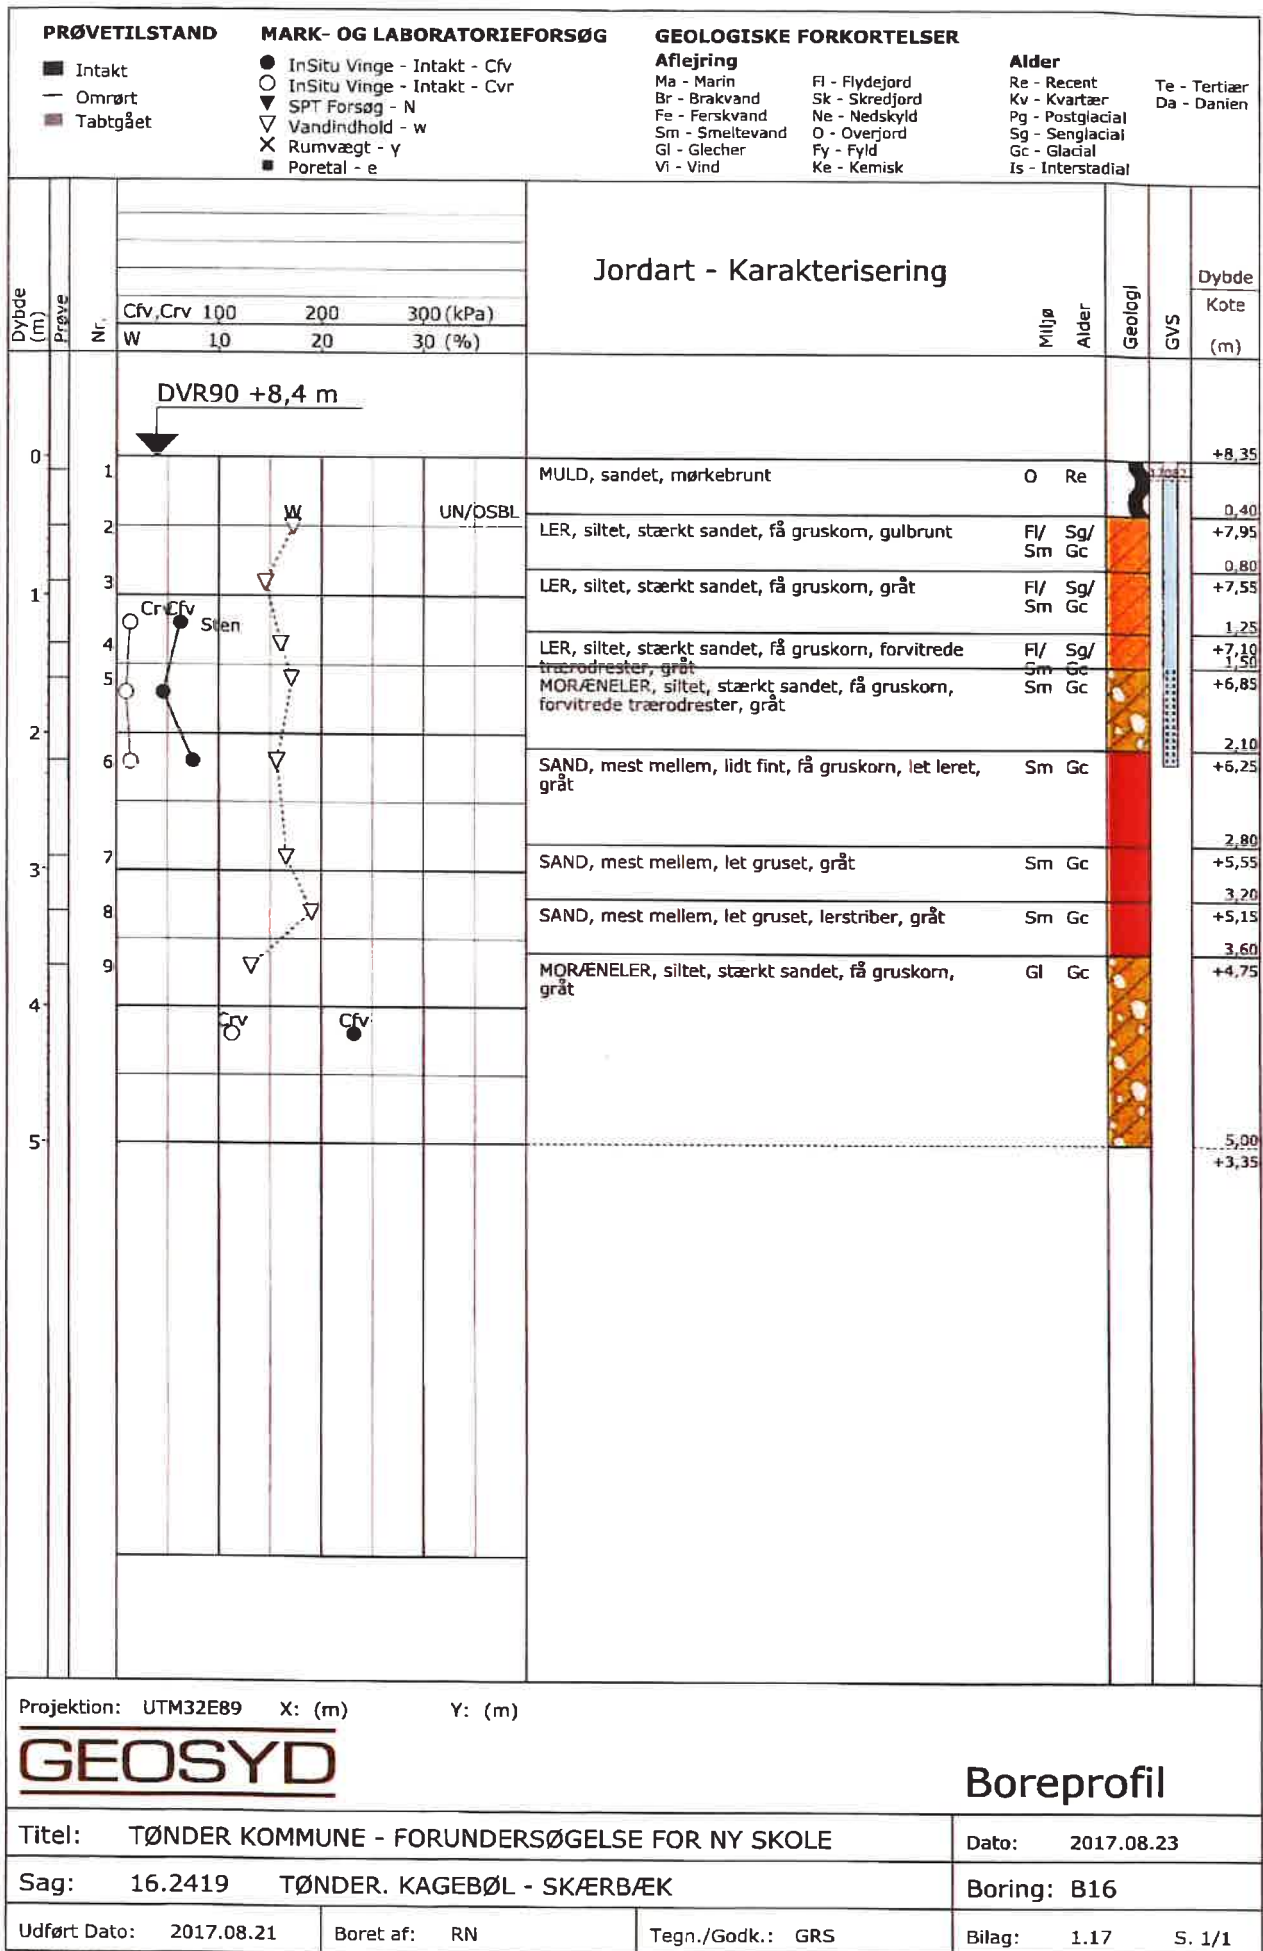 PRØVETILSTAND
Intakt
Omrørt
Tabtgået
MARK- OG LABORATORIEFORSØG
InSitu Vinge - Intakt - Cfv
InSitu Vinge - Intakt - Cvr
SPT Forsøg - N
Vandindhold - w
Rumvægt - γ
Poretal - e
GEOLOGISKE FORKORTELSER
Aflejring
Ma - Marin
Br - Brakvand
Fe - Ferskvand
Sm - Smeltevand
Gl - Glecher
Vi - Vind
Fl - Flydejord
Sk - Skredjord
Ne - Nedskyld
O - Overjord
Fy - Fyld
Ke - Kemisk
Alder
Re - Recent
Kv - Kvartær
Pg - Postglacial
Sg - Senglacial
Gc - Glacial
Is - Interstadial
Te - Tertiær
Da - Danien
Dybde (m)
Prøve
Nr.
Cfv,Crv 100 200 300 (kPa)
W 10 20 30 (%)
Jordart - Karakterisering
Miljø
Alder
Geologi
GVS
Dybde
Kote
(m)
DVR90 +8,4 m
0
+8,35
1
MULD, sandet, mørkebrunt O Re
W UN/OSBL
0,40
2
LER, siltet, stærkt sandet, få gruskorn, gulbrunt Fl/ Sg/
Sm Gc
+7,95
0,80
3
LER, siltet, stærkt sandet, få gruskorn, gråt Fl/ Sg/
Sm Gc
+7,55
1
Crv Cfv
Sten
1,25
4
LER, siltet, stærkt sandet, få gruskorn, forvitrede Fl/ Sg/
trærodrester, gråt Sm Gc
+7,10
1,50
5
MORÆNELER, siltet, stærkt sandet, få gruskorn, Sm Gc
forvitrede trærodrester, gråt
+6,85
2
2,10
6
SAND, mest mellem, lidt fint, få gruskorn, let leret, Sm Gc
gråt
+6,25
2,80
7
SAND, mest mellem, let gruset, gråt Sm Gc
+5,55
3
3,20
8
SAND, mest mellem, let gruset, lerstriber, gråt Sm Gc
+5,15
3,60
9
MORÆNELER, siltet, stærkt sandet, få gruskorn, Gl Gc
gråt
+4,75
4
Crv Cfv
5
5,00
+3,35
Projektion: UTM32E89 X: (m) Y: (m)
GEOSYD
Boreprofil
Titel: TØNDER KOMMUNE - FORUNDERSØGELSE FOR NY SKOLE
Dato: 2017.08.23
Sag: 16.2419 TØNDER. KAGEBØL - SKÆRBÆK
Boring: B16
Udført Dato: 2017.08.21 Boret af: RN Tegn./Godk.: GRS
Bilag: 1.17 S. 1/1